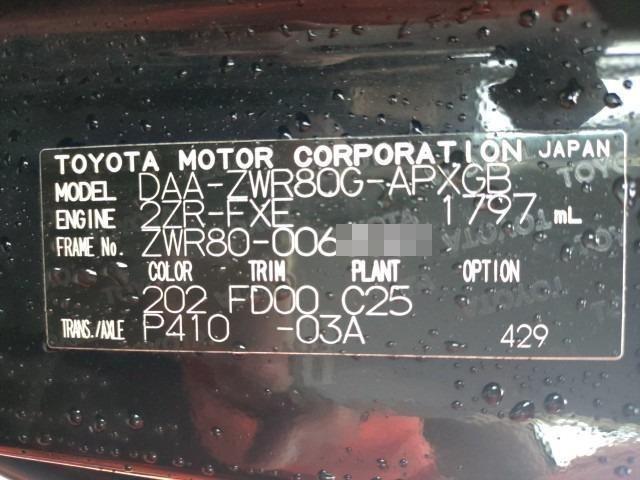 TOYOTA MOTOR CORPORATION JAPAN
MODEL DAA-ZWR80G-APXGB
ENGINE 2ZR-FXE 1797 mL
FRAME No. ZWR80-006
COLOR TRIM PLANT OPTION
202 FD00 C25
TRANS./AXLE P410 -03A 429